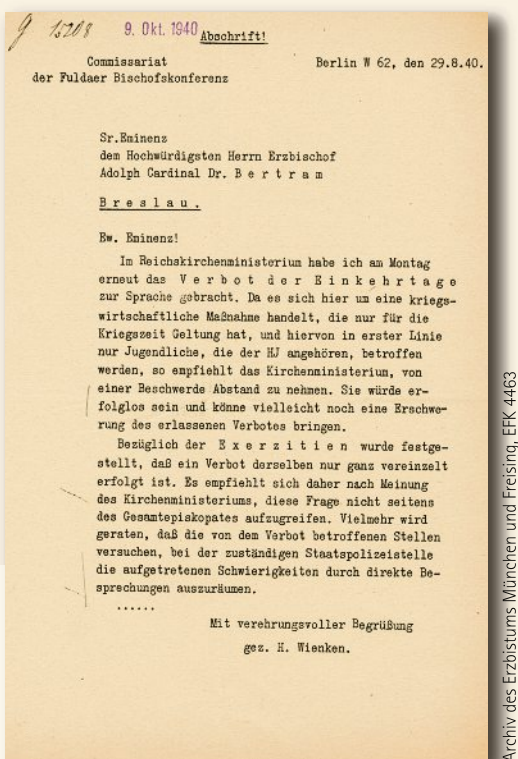 g 15208
9. Okt. 1940
Abschrift!
Commissariat
der Fuldaer Bischofskonferenz
Berlin W 62, den 29.8.40.
Sr.Eminenz
dem Hochwürdigsten Herrn Erzbischof
Adolph Cardinal Dr. B e r t r a m
B r e s l a u .
Ew. Eminenz!
Im Reichskirchenministerium habe ich am Montag
erneut das V e r b o t d e r E i n k e h r t a g e
zur Sprache gebracht. Da es sich hier um eine kriegs-
wirtschaftliche Maßnahme handelt, die nur für die
Kriegszeit Geltung hat, und hiervon in erster Linie
nur Jugendliche, die der HJ angehören, betroffen
werden, so empfiehlt das Kirchenministerium, von
einer Beschwerde Abstand zu nehmen. Sie würde er-
folglos sein und könne vielleicht noch eine Erschwe-
rung des erlassenen Verbotes bringen.
Bezüglich der E x e r z i t i e n wurde festge-
stellt, daß ein Verbot derselben nur ganz vereinzelt
erfolgt ist. Es empfiehlt sich daher nach Meinung
des Kirchenministeriums, diese Frage nicht seitens
des Gesamtepiskopates aufzugreifen. Vielmehr wird
geraten, daß die von dem Verbot betroffenen Stellen
versuchen, bei der zuständigen Staatspolizeistelle
die aufgetretenen Schwierigkeiten durch direkte Be-
sprechungen auszuräumen.
......
Mit verehrungsvoller Begrüßung
gez. H. Wienken.
Archiv des Erzbistums München und Freising, EFK 4463